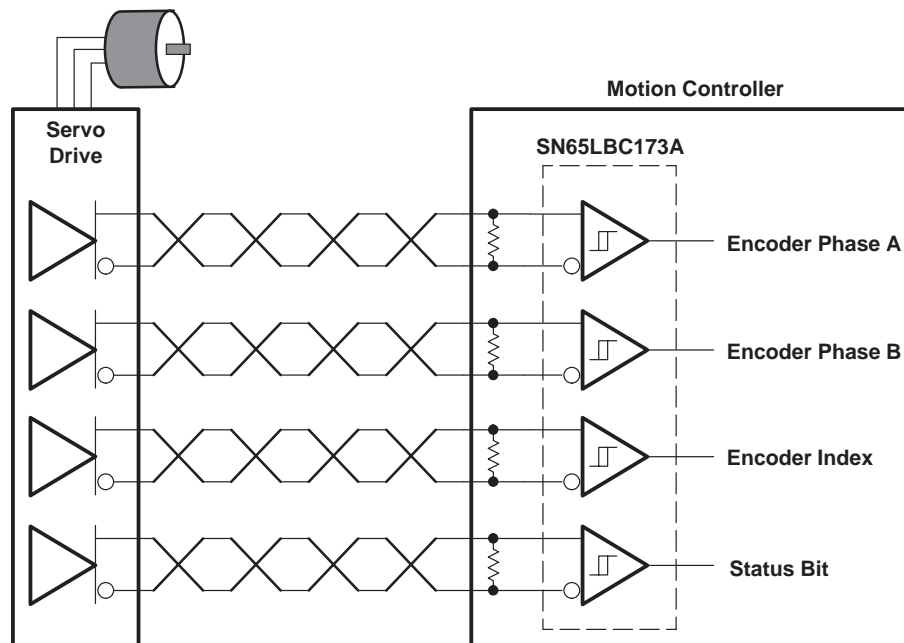 Motion Controller
Servo
Drive
SN65LBC173A
Encoder Phase A
Encoder Phase B
Encoder Index
Status Bit